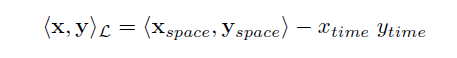 ⟨x, y⟩_ℒ = ⟨x_space, y_space⟩ − x_time y_time